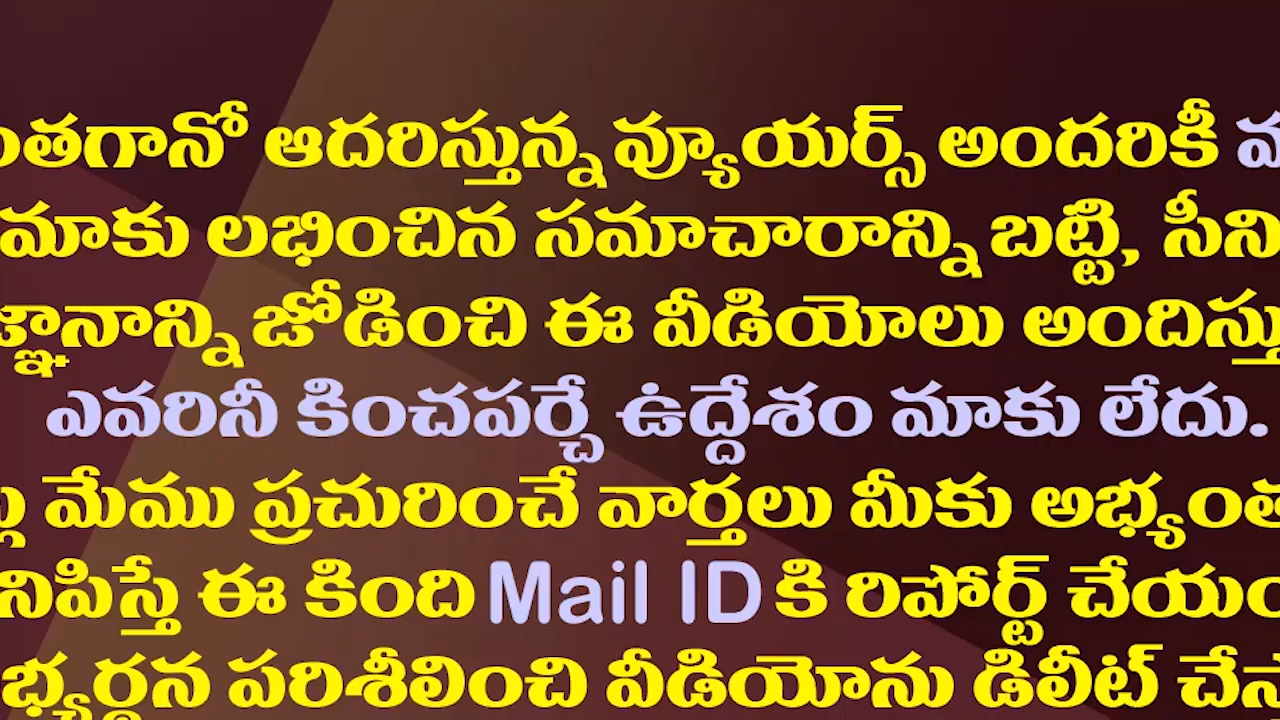 ఆదరిస్తున్న వ్యూయర్స్ అందరికీ
మాకు లభించిన సమాచారాన్ని బట్టి,
జోడించి ఈ వీడియోలు
ఎవరినీ కించపర్చే ఉద్దేశం మాకు లేదు.
మేము ప్రచురించే వార్తలు మీకు
ఈ కింది Mail ID కి రిపోర్ట్
పరిశీలించి వీడియోను డిలీట్